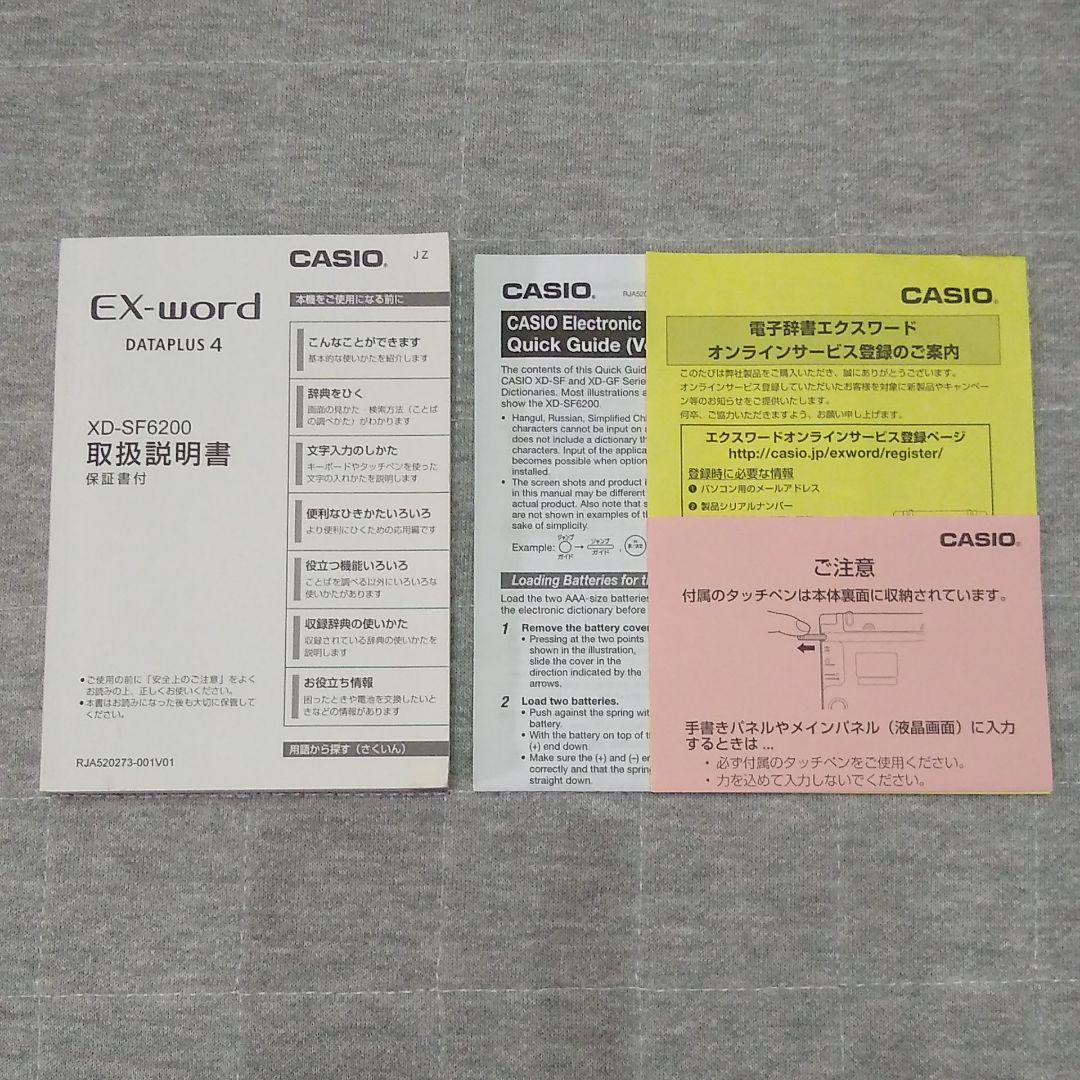 CASIO JZ
EX-word
DATAPLUS 4
XD-SF6200
取扱説明書
保証書付
本機をご使用になる前に
こんなことができます
基本的な使いかたを紹介します
辞典をひく
画面の見かた・検索方法（ことば
の調べかた）がわかります
文字入力のしかた
キーボードやタッチペンを使った
文字の入れかたを説明します
便利なひきかたいろいろ
より便利にひくための応用編です
役立つ機能いろいろ
ことばを調べる以外にいろいろな
使いかたがあります
収録辞典の使いかた
収録されている辞典の使いかたを
説明します
お役立ち情報
困ったときや電池を交換したいと
きなどの情報があります
用語から探す（さくいん）
●ご使用の前に「安全上のご注意」をよく
お読みの上、正しくお使いください。
●本書はお読みになった後も大切に保管して
ください。
RJA520273-001V01
CASIO RJA520
CASIO Electronic
Quick Guide
The contents of this Quick Guid
CASIO XD-SF and XD-GF Serie
Dictionaries. Most illustrations a
show the XD-SF6200.
• Hangul, Russian, Simplified Chi
characters cannot be input on a
does not include a dictionary th
characters. Input of the applica
becomes possible when option
installed.
• The screen shots and product i
in this manual may be different
actual product. Also note that s
are not shown in examples of t
sake of simplicity.
Example: ジャンプ ガイド → ジャンプ ガイド ,
Loading Batteries for
Load the two AAA-size batteries
the electronic dictionary before
1 Remove the battery cover
• Pressing at the two points
shown in the illustration,
slide the cover in the
direction indicated by the
arrows.
2 Load two batteries.
• Push against the spring with
battery.
• With the battery on top of t
(+) end down.
• Make sure the (+) and (–) en
correctly and that the spring
straight down.
CASIO
電子辞書エクスワード
オンラインサービス登録のご案内
このたびは弊社製品をご購入いただき、誠にありがとうございます。
オンラインサービス登録していただいたお客様を対象に新製品やキャンペー
ン等のお知らせをご提供いたします。
何卒、ご協力いただきますよう、お願い申し上げます。
エクスワードオンラインサービス登録ページ
http://casio.jp/exword/register/
登録時に必要な情報
❶ パソコン用のメールアドレス
❷ 製品シリアルナンバー
CASIO
ご注意
付属のタッチペンは本体裏面に収納されています。
手書きパネルやメインパネル（液晶画面）に入力
するときは ...
・必ず付属のタッチペンをご使用ください。
・力を込めて入力しないでください。